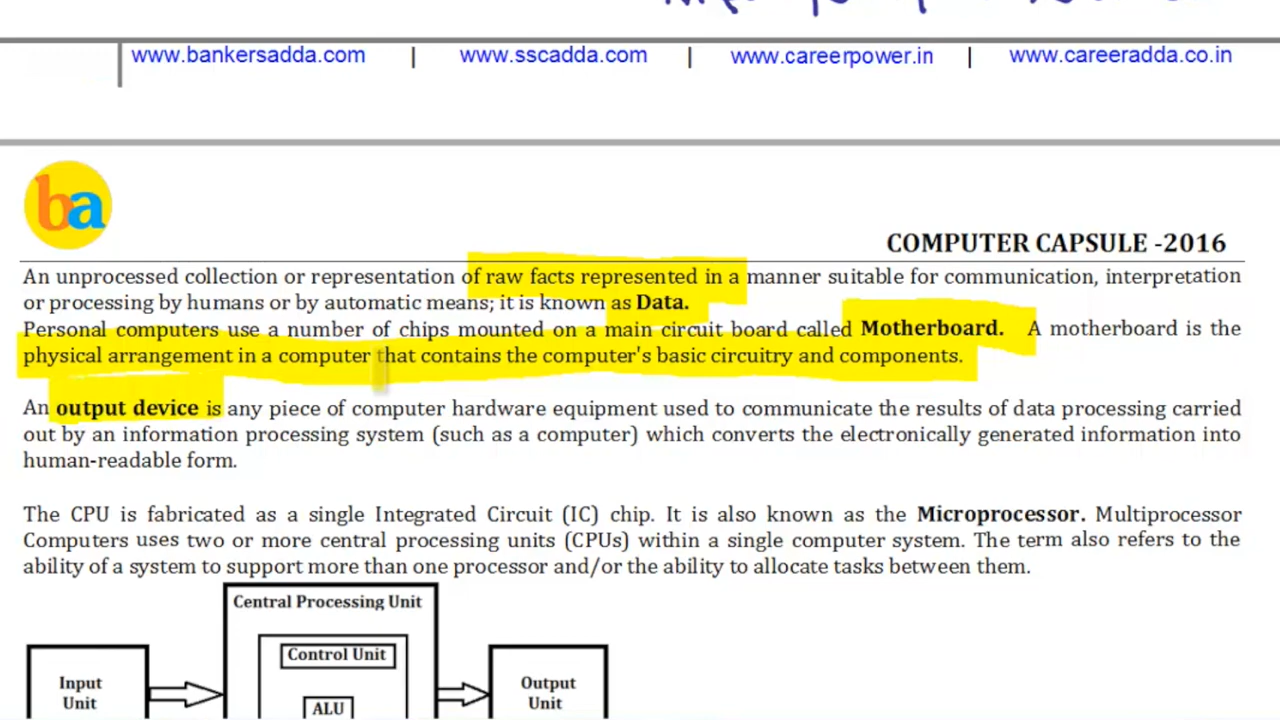 www.bankersadda.com | www.sscadda.com | www.careerpower.in | www.careeradda.co.in
ba
COMPUTER CAPSULE -2016
An unprocessed collection or representation of raw facts represented in a manner suitable for communication, interpretation
or processing by humans or by automatic means; it is known as Data.
Personal computers use a number of chips mounted on a main circuit board called Motherboard. A motherboard is the
physical arrangement in a computer that contains the computer's basic circuitry and components.
An output device is any piece of computer hardware equipment used to communicate the results of data processing carried
out by an information processing system (such as a computer) which converts the electronically generated information into
human-readable form.
The CPU is fabricated as a single Integrated Circuit (IC) chip. It is also known as the Microprocessor. Multiprocessor
Computers uses two or more central processing units (CPUs) within a single computer system. The term also refers to the
ability of a system to support more than one processor and/or the ability to allocate tasks between them.
Central Processing Unit
Control Unit
Input
Unit
ALU
Output
Unit